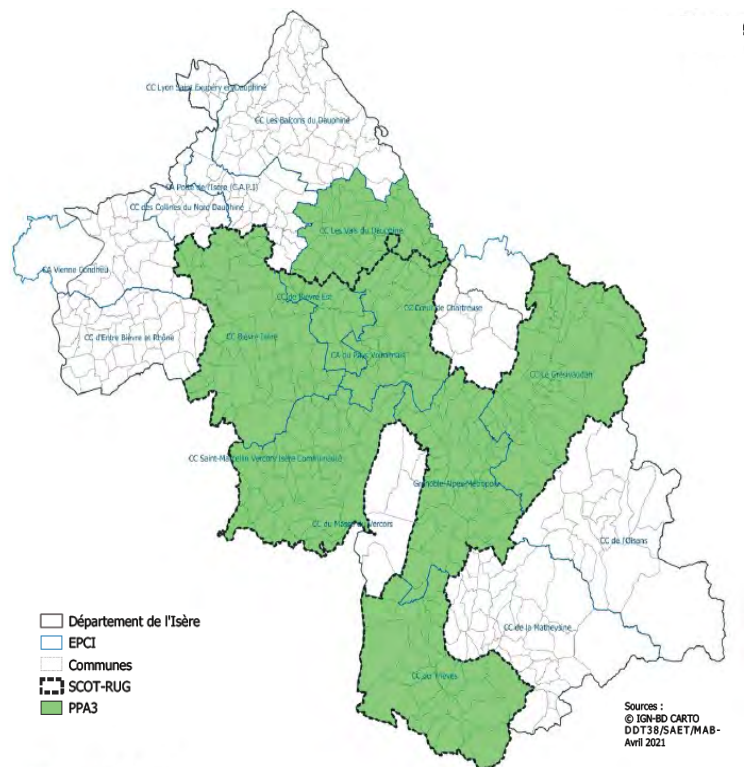 CC Lyon Saint Exupéry en Dauphiné
CC Les Balcons du Dauphiné
CA Porte de l'Isère (C.A.P.I)
CC des Collines du Nord Dauphiné
CC Les Vals du Dauphiné
CA Vienne Condrieu
CC de Bièvre Est
CC Cœur de Chartreuse
CC d'Entre Bièvre et Rhône
CC Bièvre Isère
CA du Pays Voironnais
CC Le Grésivaudan
CC Saint-Marcellin Vercors Isère Communauté
Grenoble-Alpes-Métropole
CC du Massif du Vercors
CC de l'Oisans
CC de la Matheysine
CC du Trièves
Département de l'Isère
EPCI
Communes
SCOT-RUG
PPA3
Sources :
© IGN-BD CARTO
DDT38/SAET/MAB-
Avril 2021